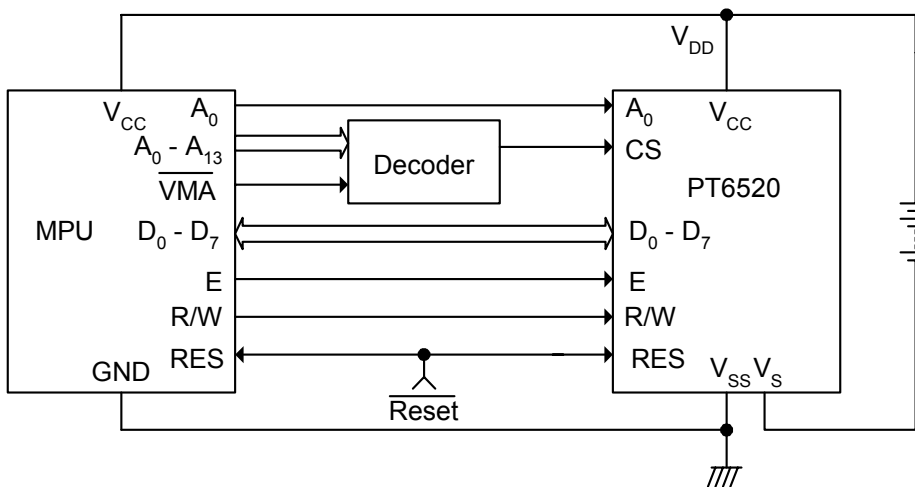 V_DD
V_CC
A_0
A_0 - A_13
VMA
MPU
D_0 - D_7
E
R/W
RES
GND
Decoder
Reset
A_0
V_CC
CS
PT6520
D_0 - D_7
E
R/W
RES
V_SS V_S